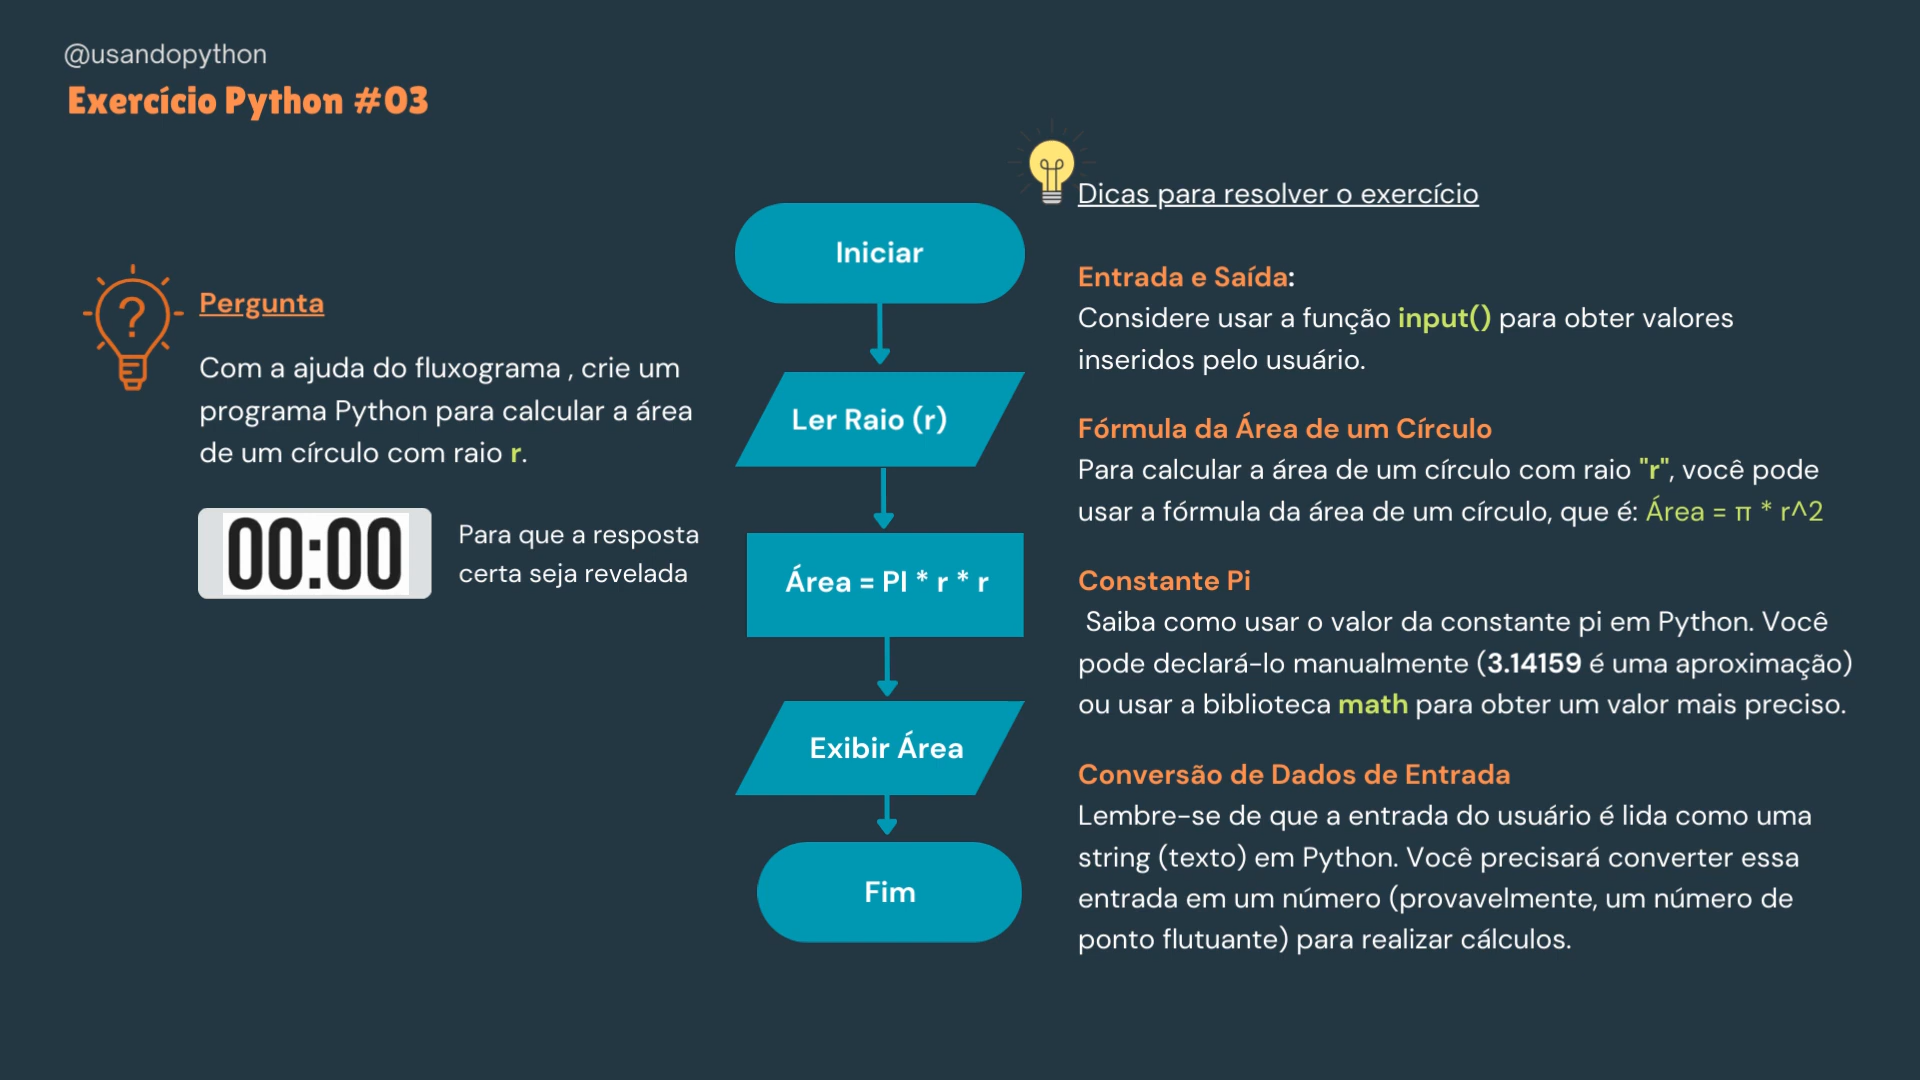 @usandopython
Exercício Python #03
Pergunta
Com a ajuda do fluxograma , crie um
programa Python para calcular a área
de um círculo com raio r.
00:00
Para que a resposta
certa seja revelada
Iniciar
Ler Raio (r)
Área = PI * r * r
Exibir Área
Fim
Dicas para resolver o exercício
Entrada e Saída:
Considere usar a função input() para obter valores
inseridos pelo usuário.
Fórmula da Área de um Círculo
Para calcular a área de um círculo com raio "r", você pode
usar a fórmula da área de um círculo, que é: Área = π * r^2
Constante Pi
Saiba como usar o valor da constante pi em Python. Você
pode declará-lo manualmente (3.14159 é uma aproximação)
ou usar a biblioteca math para obter um valor mais preciso.
Conversão de Dados de Entrada
Lembre-se de que a entrada do usuário é lida como uma
string (texto) em Python. Você precisará converter essa
entrada em um número (provavelmente, um número de
ponto flutuante) para realizar cálculos.